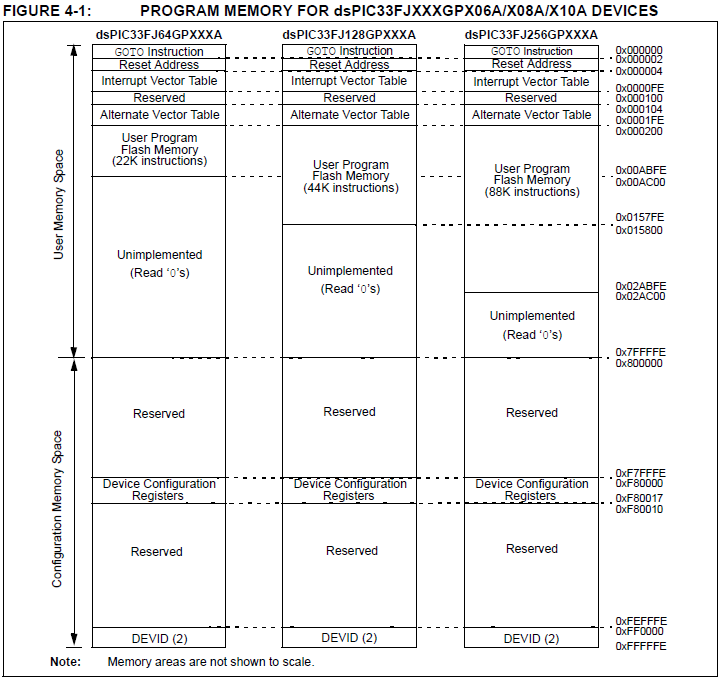 FIGURE 4-1: PROGRAM MEMORY FOR dsPIC33FJXXXGPX06A/X08A/X10A DEVICES
dsPIC33FJ64GPXXXA dsPIC33FJ128GPXXXA dsPIC33FJ256GPXXXA
GOTO Instruction GOTO Instruction GOTO Instruction 0x000000
0x000002
Reset Address Reset Address Reset Address
0x000004
Interrupt Vector Table Interrupt Vector Table Interrupt Vector Table
0x0000FE
Reserved Reserved Reserved 0x000100
0x000104
Alternate Vector Table Alternate Vector Table Alternate Vector Table
0x0001FE
0x000200
User Program
Flash Memory
(22K instructions)
User Program
Flash Memory
(44K instructions)
User Program
Flash Memory
(88K instructions)
0x00ABFE
0x00AC00
0x0157FE
0x015800
User Memory Space
Unimplemented
(Read ‘0’s)
Unimplemented
(Read ‘0’s)
0x02ABFE
0x02AC00
Unimplemented
(Read ‘0’s)
0x7FFFFE
0x800000
Reserved Reserved Reserved
0xF7FFFE
0xF80000
Device Configuration Device Configuration Device Configuration
Registers Registers Registers
0xF80017
0xF80010
Configuration Memory Space
Reserved Reserved Reserved
0xFEFFFE
0xFF0000
DEVID (2) DEVID (2) DEVID (2)
0xFFFFFE
Note: Memory areas are not shown to scale.